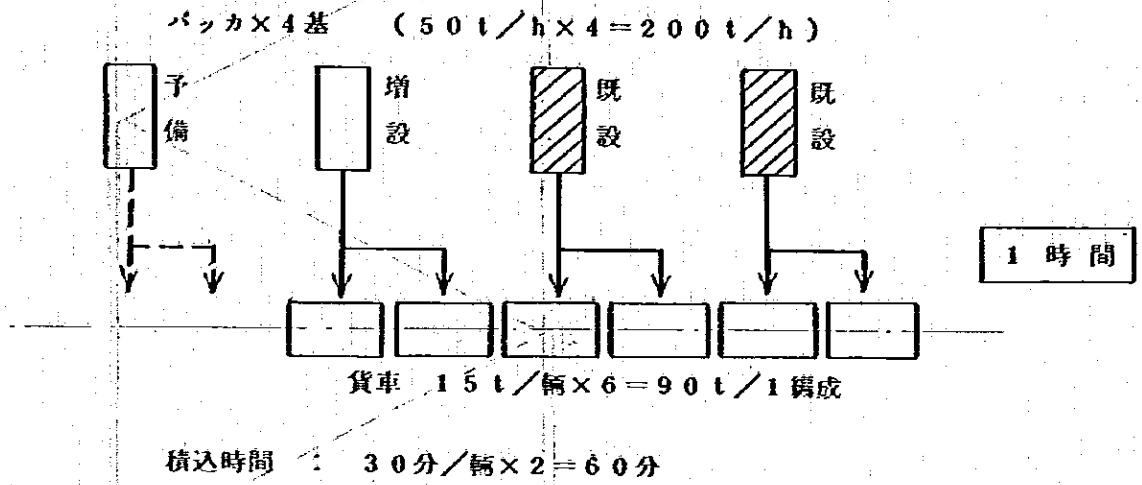 パッカ×4基 (50t/h×4=200t/h)
予備
増設
既設
既設
1時間
貨車 15t/輛×6=90t/1構成
積込時間 : 30分/輛×2=60分